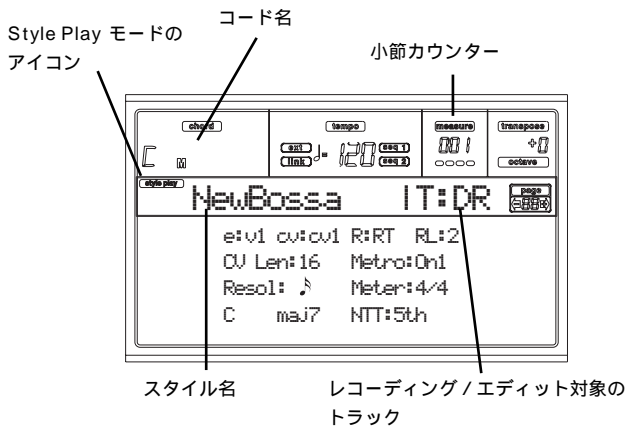 コード名
Style Play モードの
アイコン
小節カウンター
chord
tempo
measure
transpose
C M
ext
link
♩= 120
seq 1
seq 2
001
+0
octave
style play
NewBossa 1T:DR
page
e:v1 cv:cv1 R:RT RL:2
CV Len:16 Metro:On1
Resol: ♪ Meter:4/4
C maj7 NTT:5th
スタイル名
レコーディング / エディット対象の
トラック